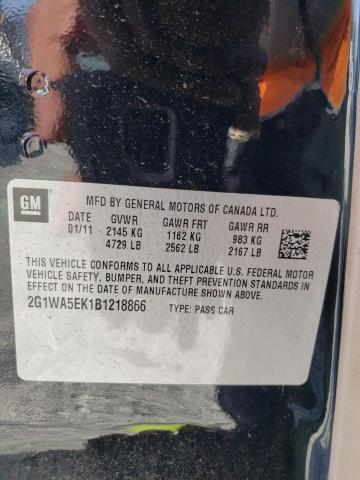 GM
MFD BY GENERAL MOTORS OF CANADA LTD.
DATE GVWR GAWR FRT GAWR RR
01/11 2145 KG 1162 KG 983 KG
4729 LB 2562 LB 2167 LB
THIS VEHICLE CONFORMS TO ALL APPLICABLE U.S. FEDERAL MOTOR
VEHICLE SAFETY, BUMPER, AND THEFT PREVENTION STANDARDS
IN EFFECT ON THE DATE OF MANUFACTURE SHOWN ABOVE.
2G1WA5EK1B1218866 TYPE: PASS CAR